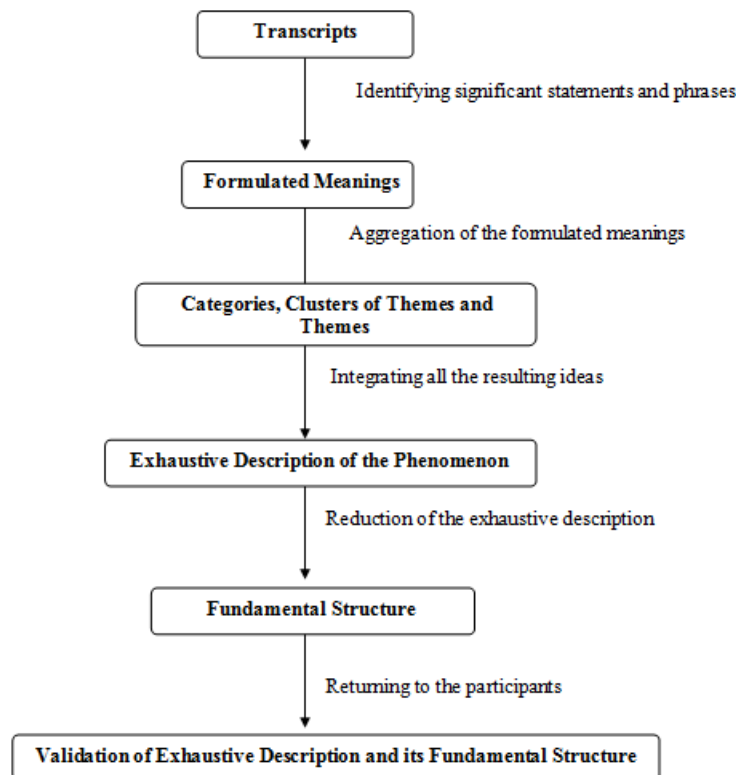 Transcripts
Identifying significant statements and phrases
Formulated Meanings
Aggregation of the formulated meanings
Categories, Clusters of Themes and
Themes
Integrating all the resulting ideas
Exhaustive Description of the Phenomenon
Reduction of the exhaustive description
Fundamental Structure
Returning to the participants
Validation of Exhaustive Description and its Fundamental Structure